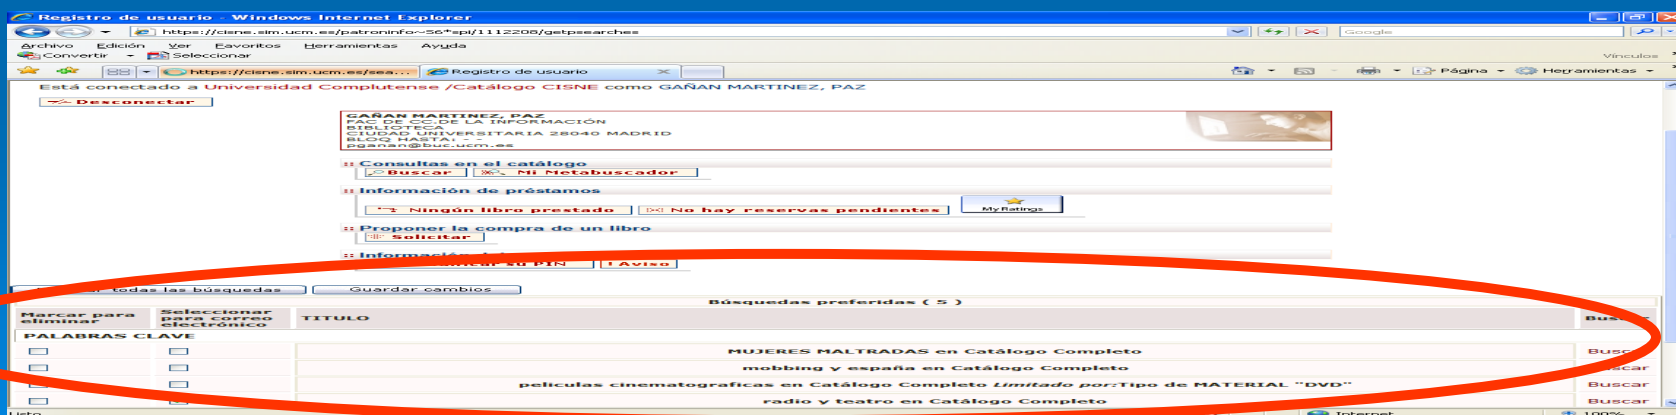 Registro de usuario - Windows Internet Explorer
https://cisne.sim.ucm.es/patroninfo~S6*spi/1112208/getpsearches
Google
Archivo Edición Ver Favoritos Herramientas Ayuda
Convertir Seleccionar
Vínculos
https://cisne.sim.ucm.es/sea... Registro de usuario
Página Herramientas
Está conectado a Universidad Complutense /Catálogo CISNE como GAÑAN MARTINEZ, PAZ
Desconectar
GAÑAN MARTINEZ, PAZ
FAC DE CC.DE LA INFORMACIÓN
BIBLIOTECA
CIUDAD UNIVERSITARIA 28040 MADRID
BLOQ HASTA: - -
pganan@buc.ucm.es
:: Consultas en el catálogo
Buscar Mi Metabuscador
:: Información de préstamos
Ningún libro prestado No hay reservas pendientes MyRatings
:: Proponer la compra de un libro
Solicitar
:: Información
su PIN ! Aviso
todas las búsquedas Guardar cambios
Búsquedas preferidas ( 5 )
Marcar para eliminar Seleccionar para correo electrónico TITULO
PALABRAS CLAVE
MUJERES MALTRADAS en Catálogo Completo Buscar
mobbing y españa en Catálogo Completo
peliculas cinematograficas en Catálogo Completo Limitado por:Tipo de MATERIAL "DVD" Buscar
radio y teatro en Catálogo Completo Buscar
Listo Internet 100%